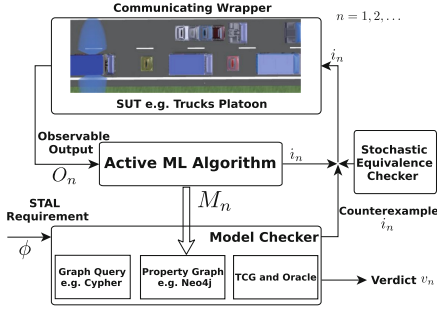 Communicating Wrapper
n = 1, 2, . . .
i_n
SUT e.g. Trucks Platoon
Observable
Output
O_n
Active ML Algorithm
i_n
Stochastic
Equivalence
Checker
M_n
STAL
Requirement
ϕ
Counterexample
i_n
Model Checker
Graph Query
e.g. Cypher
Property Graph
e.g. Neo4j
TCG and Oracle
Verdict v_n